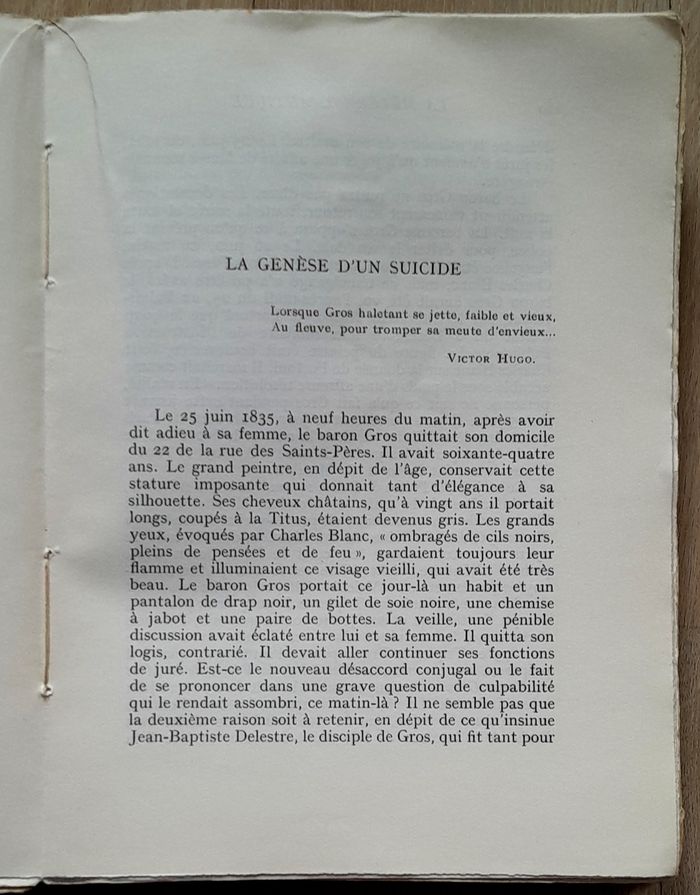 LA GENÈSE D'UN SUICIDE
Lorsque Gros haletant se jette, faible et vieux,
Au fleuve, pour tromper sa meute d'envieux...
VICTOR HUGO.
Le 25 juin 1835, à neuf heures du matin, après avoir
dit adieu à sa femme, le baron Gros quittait son domicile
du 22 de la rue des Saints-Pères. Il avait soixante-quatre
ans. Le grand peintre, en dépit de l'âge, conservait cette
stature imposante qui donnait tant d'élégance à sa
silhouette. Ses cheveux châtains, qu'à vingt ans il portait
longs, coupés à la Titus, étaient devenus gris. Les grands
yeux, évoqués par Charles Blanc, « ombragés de cils noirs,
pleins de pensées et de feu », gardaient toujours leur
flamme et illuminaient ce visage vieilli, qui avait été très
beau. Le baron Gros portait ce jour-là un habit et un
pantalon de drap noir, un gilet de soie noire, une chemise
à jabot et une paire de bottes. La veille, une pénible
discussion avait éclaté entre lui et sa femme. Il quitta son
logis, contrarié. Il devait aller continuer ses fonctions
de juré. Est-ce le nouveau désaccord conjugal ou le fait
de se prononcer dans une grave question de culpabilité
qui le rendait assombri, ce matin-là ? Il ne semble pas que
la deuxième raison soit à retenir, en dépit de ce qu'insinue
Jean-Baptiste Delestre, le disciple de Gros, qui fit tant pour